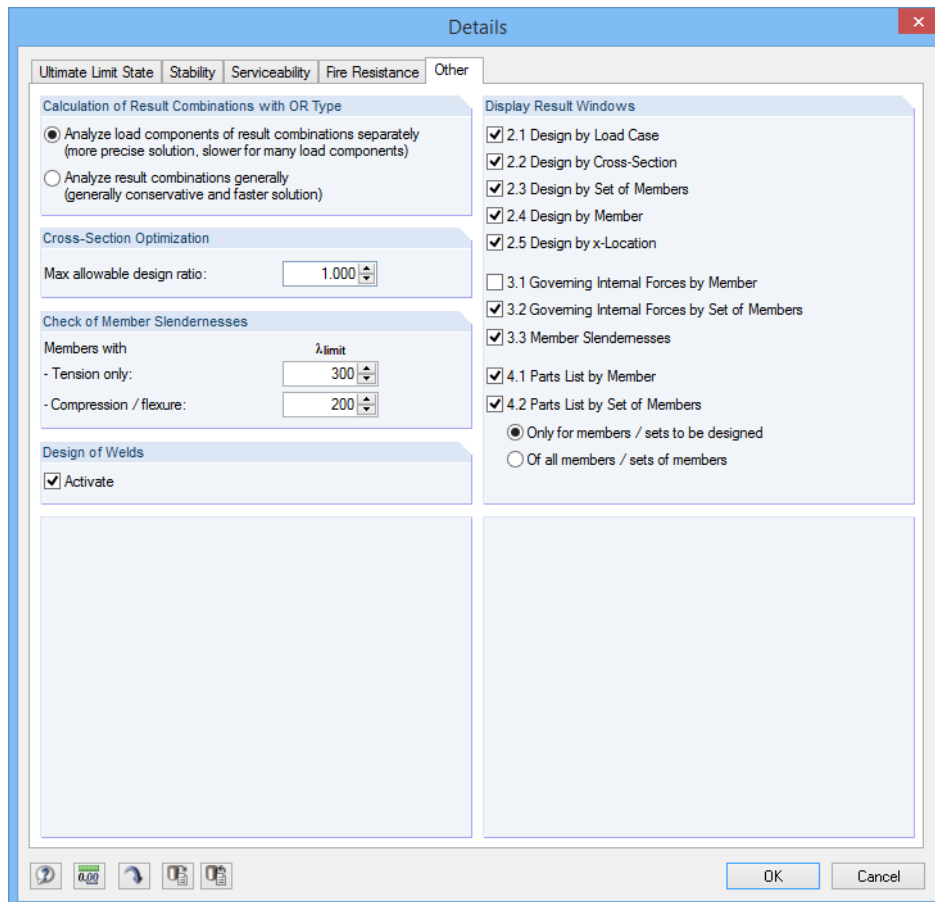 Details
Ultimate Limit State Stability Serviceability Fire Resistance Other
Calculation of Result Combinations with OR Type
Analyze load components of result combinations separately
(more precise solution, slower for many load components)
Analyze result combinations generally
(generally conservative and faster solution)
Cross-Section Optimization
Max allowable design ratio: 1.000
Check of Member Slendernesses
Members with λlimit
- Tension only: 300
- Compression / flexure: 200
Design of Welds
Activate
Display Result Windows
2.1 Design by Load Case
2.2 Design by Cross-Section
2.3 Design by Set of Members
2.4 Design by Member
2.5 Design by x-Location
3.1 Governing Internal Forces by Member
3.2 Governing Internal Forces by Set of Members
3.3 Member Slendernesses
4.1 Parts List by Member
4.2 Parts List by Set of Members
Only for members / sets to be designed
Of all members / sets of members
0.00
OK Cancel